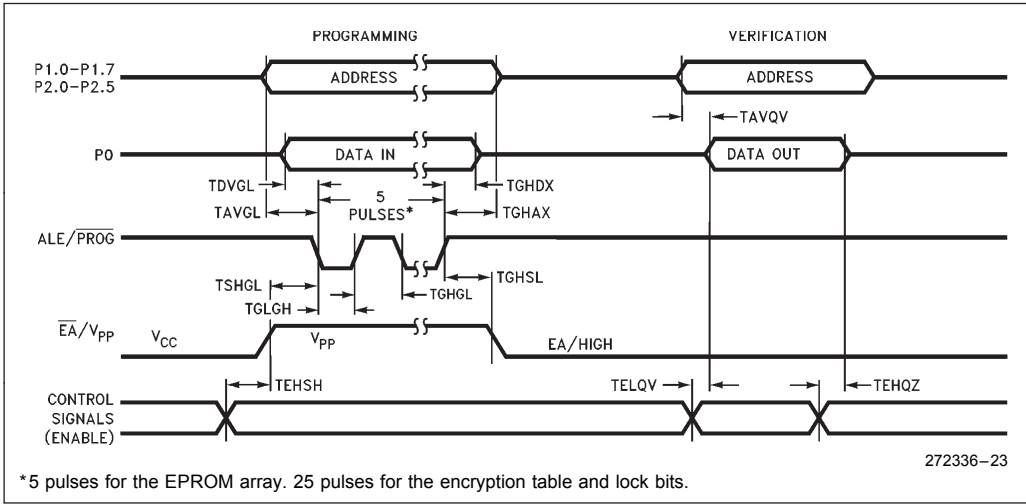 PROGRAMMING VERIFICATION
P1.0–P1.7
P2.0–P2.5
ADDRESS ADDRESS
TAVQV
P0 DATA IN DATA OUT
TDVGL 5 TGHDX
TAVGL PULSES* TGHAX
ALE/PROG
TSHGL TGHGL TGHSL
TGLGH
EA/VPP VCC VPP EA/HIGH
TEHSH TELQV TEHQZ
CONTROL
SIGNALS
(ENABLE)
272336–23
*5 pulses for the EPROM array. 25 pulses for the encryption table and lock bits.